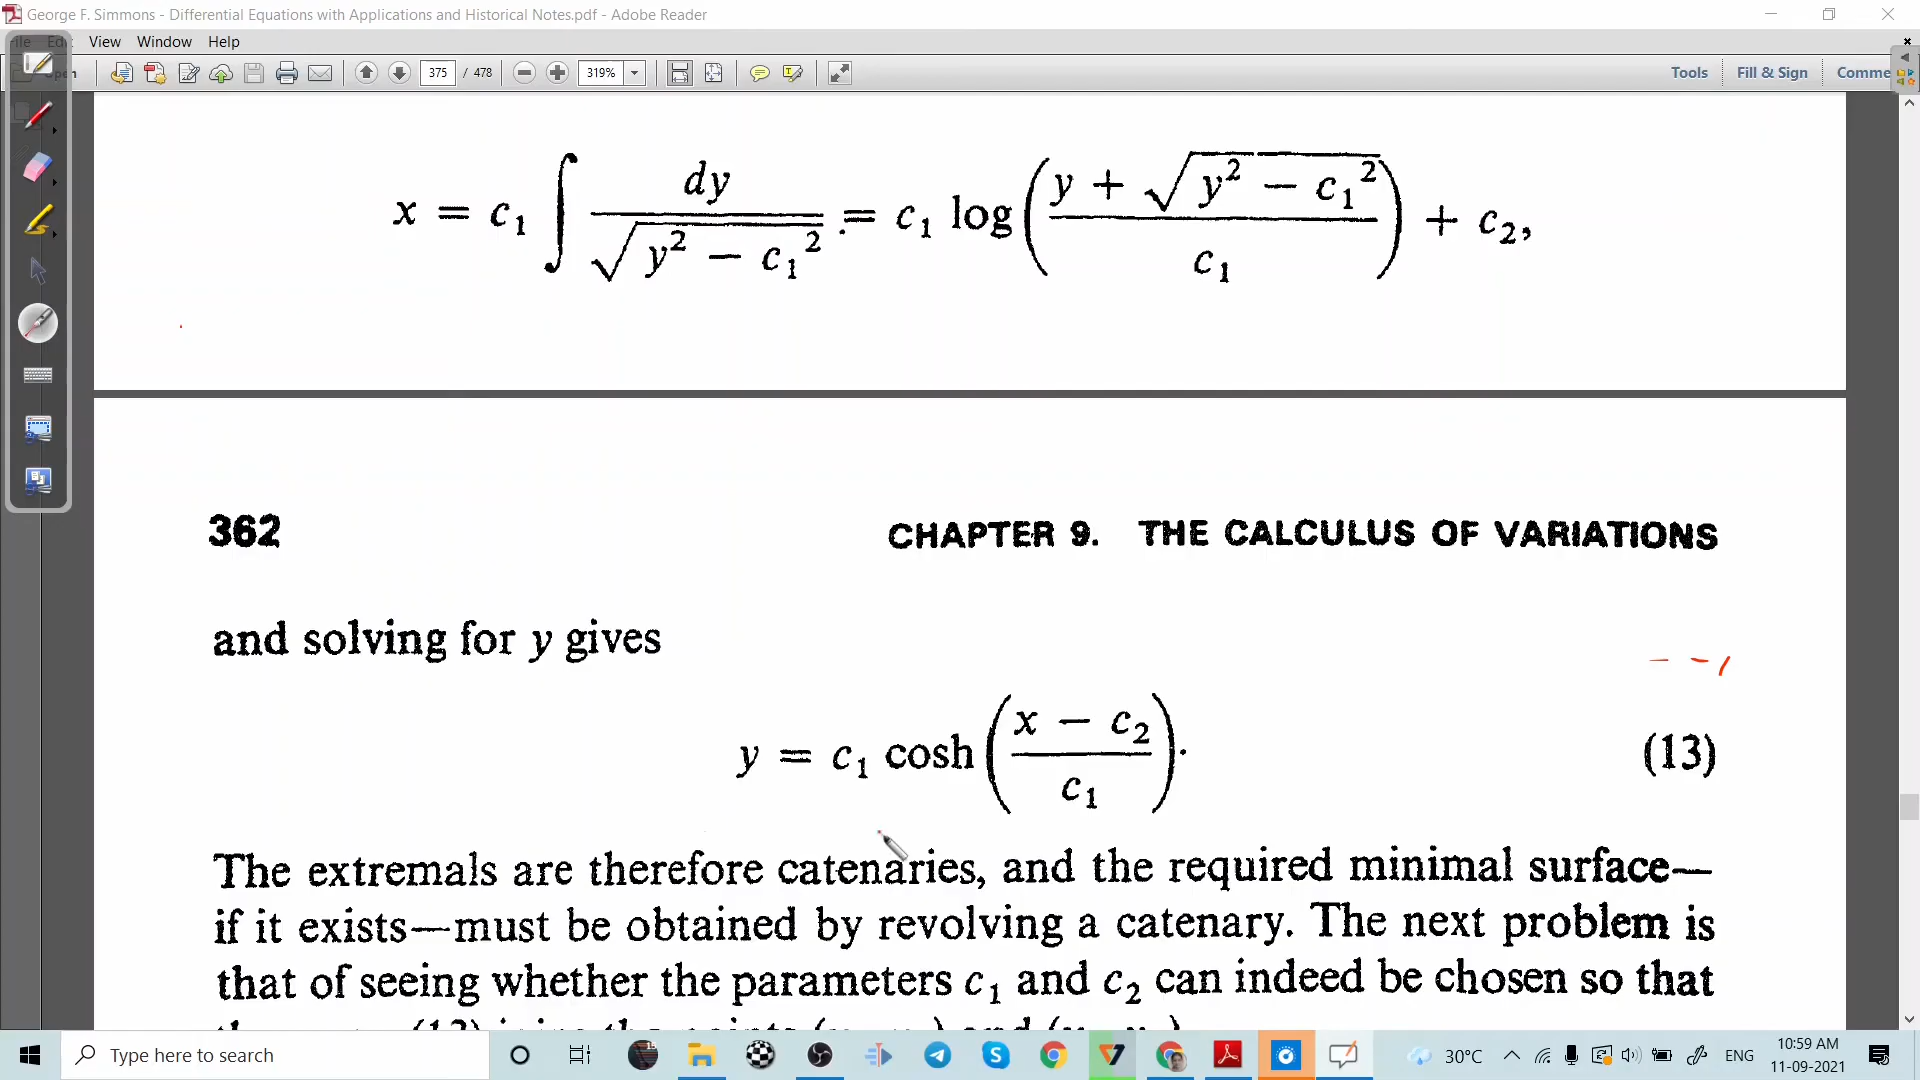 George F. Simmons - Differential Equations with Applications and Historical Notes.pdf - Adobe Reader
View Window Help
375 / 478 319% Tools Fill & Sign Comme
x = c₁ ∫ dy / √(y² − c₁²) = c₁ log((y + √(y² − c₁²)) / c₁) + c₂,
362 CHAPTER 9. THE CALCULUS OF VARIATIONS
and solving for y gives
y = c₁ cosh((x − c₂) / c₁). (13)
The extremals are therefore catenaries, and the required minimal surface—
if it exists—must be obtained by revolving a catenary. The next problem is
that of seeing whether the parameters c₁ and c₂ can indeed be chosen so that
Type here to search
30°C ENG
10:59 AM
11-09-2021